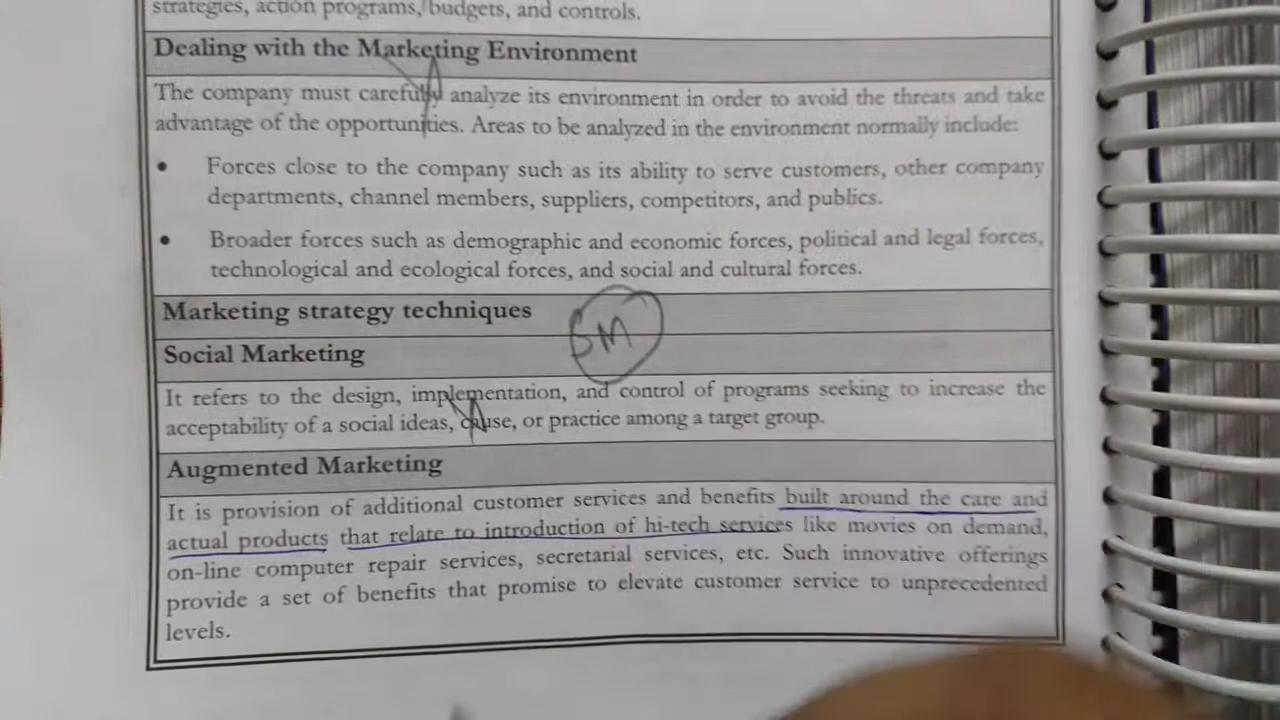 strategies, action programs, budgets, and controls.
Dealing with the Marketing Environment
The company must carefully analyze its environment in order to avoid the threats and take
advantage of the opportunities. Areas to be analyzed in the environment normally include:
• Forces close to the company such as its ability to serve customers, other company
departments, channel members, suppliers, competitors, and publics.
• Broader forces such as demographic and economic forces, political and legal forces,
technological and ecological forces, and social and cultural forces.
Marketing strategy techniques
SM
Social Marketing
It refers to the design, implementation, and control of programs seeking to increase the
acceptability of a social ideas, cause, or practice among a target group.
Augmented Marketing
It is provision of additional customer services and benefits built around the care and
actual products that relate to introduction of hi-tech services like movies on demand,
on-line computer repair services, secretarial services, etc. Such innovative offerings
provide a set of benefits that promise to elevate customer service to unprecedented
levels.